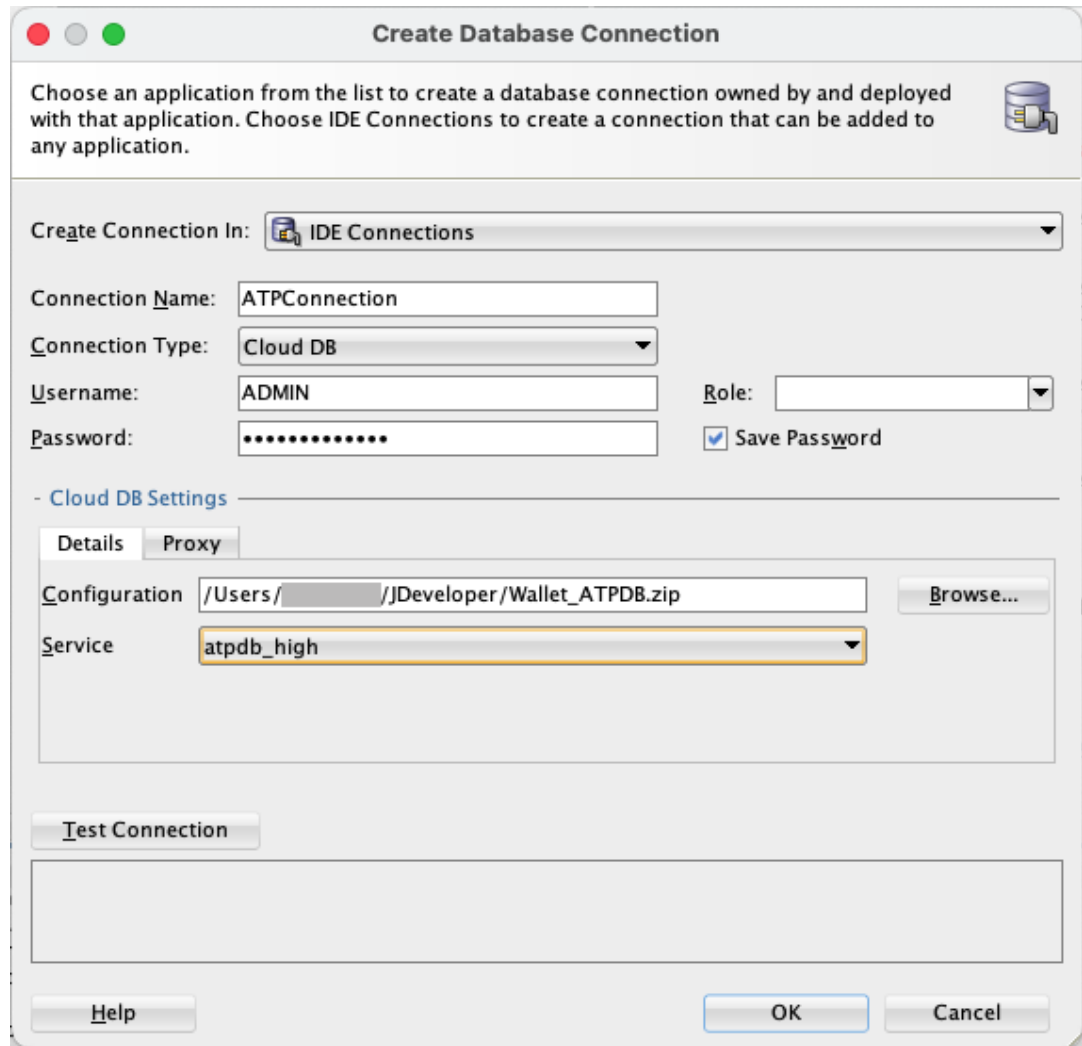 Create Database Connection
Choose an application from the list to create a database connection owned by and deployed
with that application. Choose IDE Connections to create a connection that can be added to
any application.
Create Connection In: IDE Connections
Connection Name: ATPConnection
Connection Type: Cloud DB
Username: ADMIN Role:
Password: ••••••••••••• Save Password
- Cloud DB Settings
Details Proxy
Configuration /Users/ /JDeveloper/Wallet_ATPDB.zip Browse...
Service atpdb_high
Test Connection
Help OK Cancel